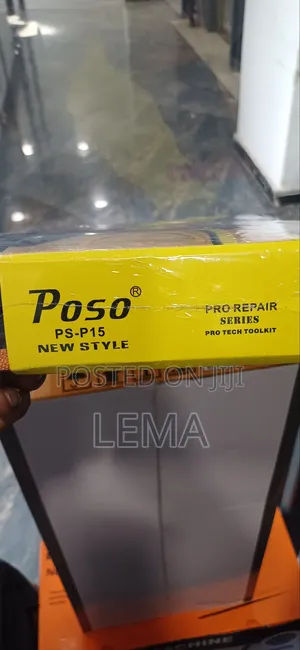 Poso®
PS-P15
NEW STYLE
PRO REPAIR
SERIES
PRO TECH TOOLKIT
POSTED ON JIJI
LEMA